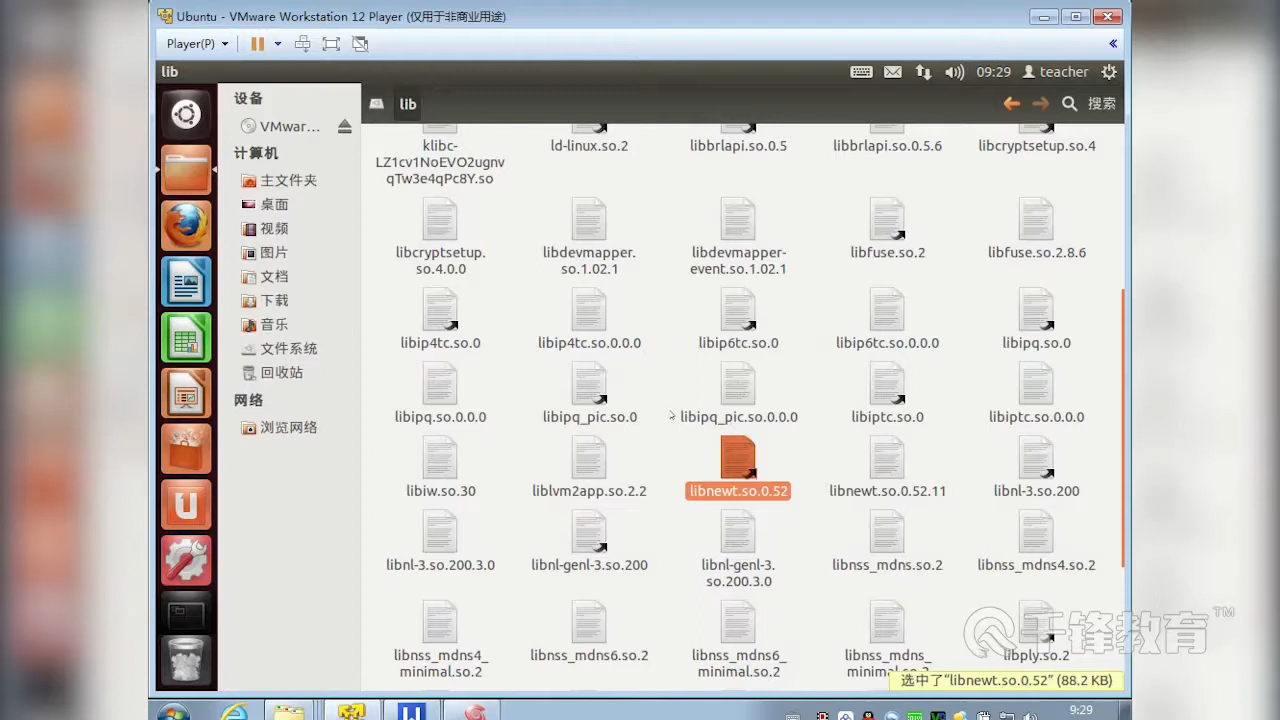 Ubuntu - VMware Workstation 12 Player (仅用于非商业用途)
Player(P)
lib
09:29
teacher
lib
搜索
设备
VMwar...
计算机
主文件夹
桌面
视频
图片
文档
下载
音乐
文件系统
回收站
网络
浏览网络
klibc-
LZ1cv1NoEVO2ugnv
qTw3e4qPc8Y.so
ld-linux.so.2
libbrlapi.so.0.5
libbrlapi.so.0.5.6
libcryptsetup.so.4
libcryptsetup.
so.4.0.0
libdevmapper.
so.1.02.1
libdevmapper-
event.so.1.02.1
libfuse.so.2
libfuse.so.2.8.6
libip4tc.so.0
libip4tc.so.0.0.0
libip6tc.so.0
libip6tc.so.0.0.0
libipq.so.0
libipq.so.0.0.0
libipq_pic.so.0
libipq_pic.so.0.0.0
libiptc.so.0
libiptc.so.0.0.0
libiw.so.30
liblvm2app.so.2.2
libnewt.so.0.52
libnewt.so.0.52.11
libnl-3.so.200
libnl-3.so.200.3.0
libnl-genl-3.so.200
libnl-genl-3.
so.200.3.0
libnss_mdns.so.2
libnss_mdns4.so.2
libnss_mdns4_
minimal.so.2
libnss_mdns6.so.2
libnss_mdns6_
minimal.so.2
libnss_mdns_
minimal.so.2
libply.so.2
千锋教育™
选中了“libnewt.so.0.52” (88.2 KB)
9:29